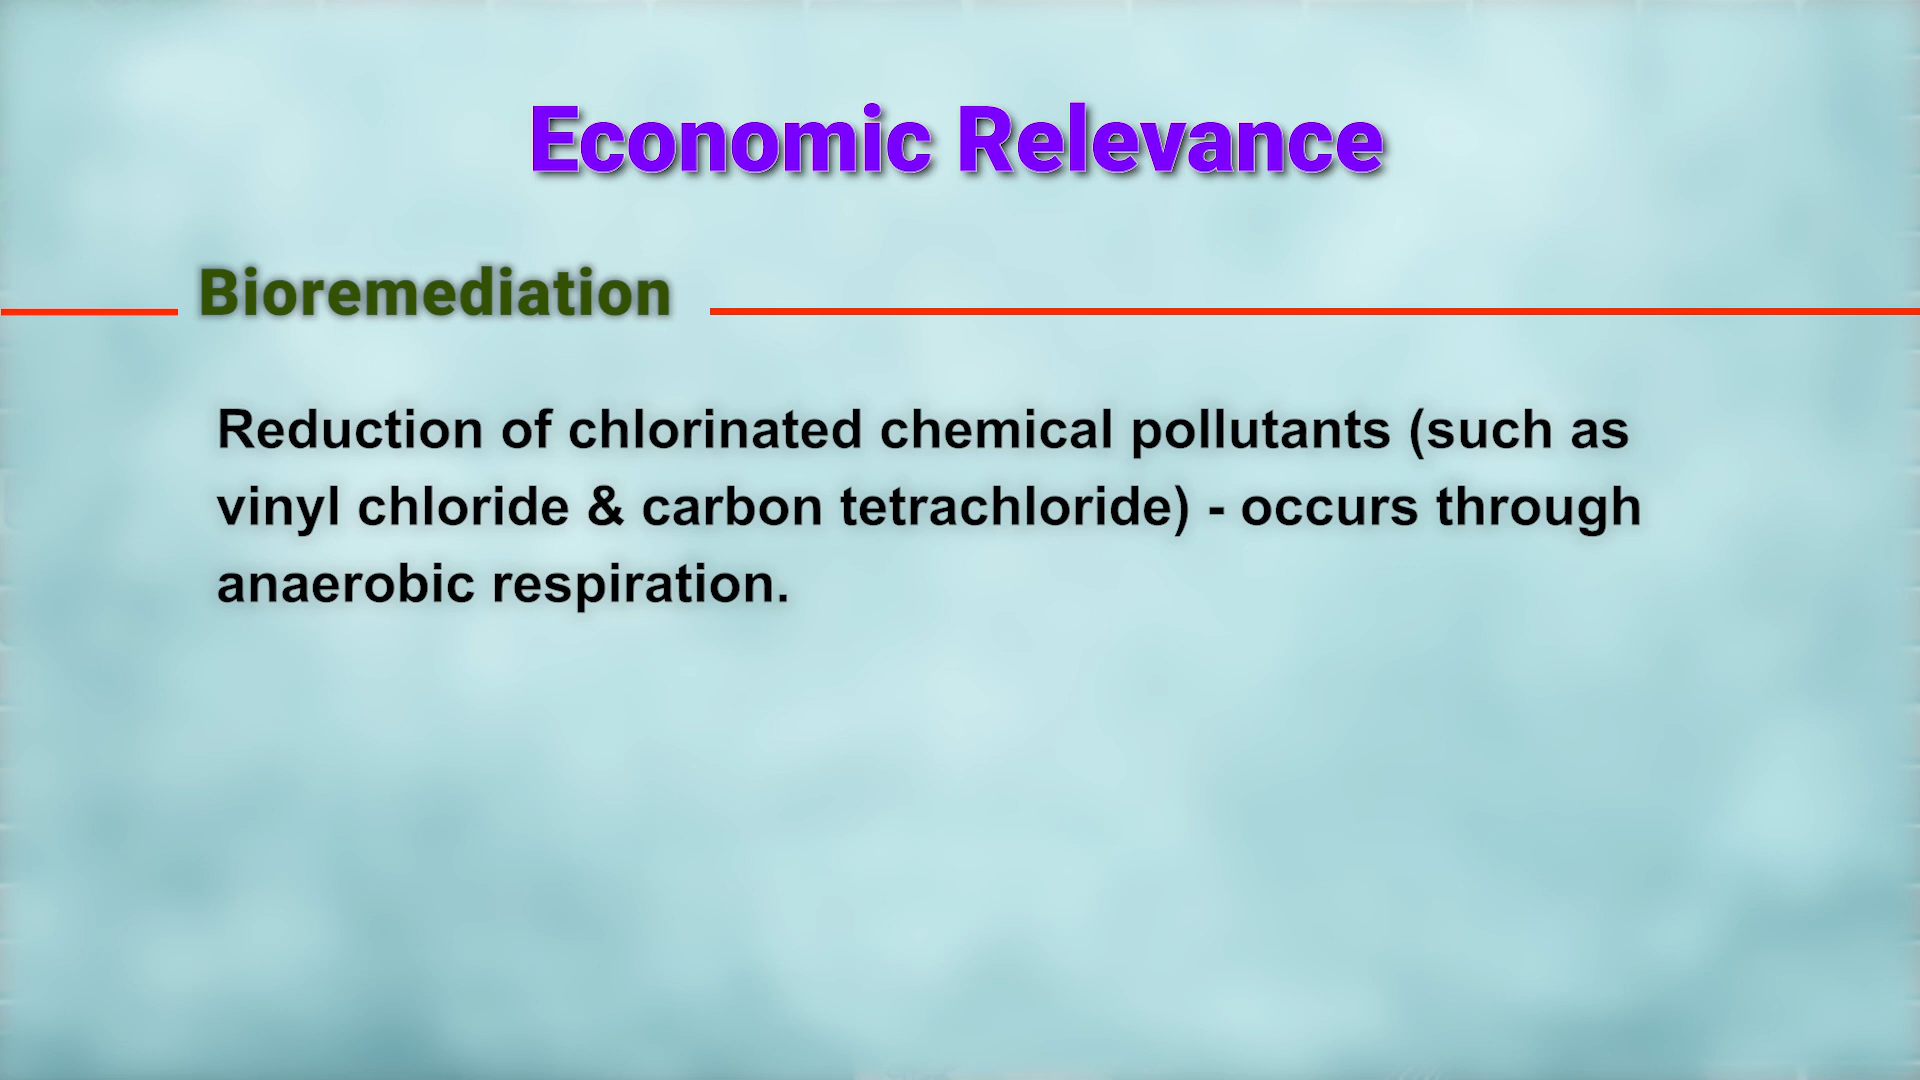 Economic Relevance
Bioremediation
Reduction of chlorinated chemical pollutants (such as
vinyl chloride & carbon tetrachloride) - occurs through
anaerobic respiration.